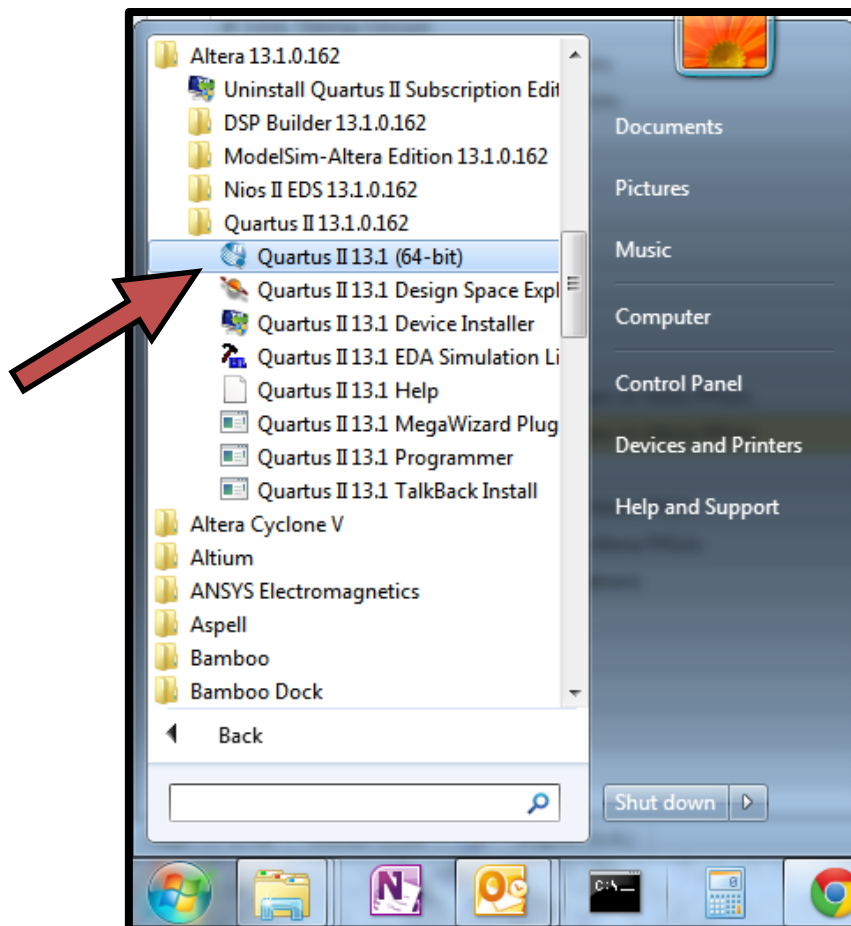 Altera 13.1.0.162
Uninstall Quartus II Subscription Edit
DSP Builder 13.1.0.162
ModelSim-Altera Edition 13.1.0.162
Nios II EDS 13.1.0.162
Quartus II 13.1.0.162
Quartus II 13.1 (64-bit)
Quartus II 13.1 Design Space Expl
Quartus II 13.1 Device Installer
Quartus II 13.1 EDA Simulation Li
Quartus II 13.1 Help
Quartus II 13.1 MegaWizard Plug
Quartus II 13.1 Programmer
Quartus II 13.1 TalkBack Install
Altera Cyclone V
Altium
ANSYS Electromagnetics
Aspell
Bamboo
Bamboo Dock
Back
Documents
Pictures
Music
Computer
Control Panel
Devices and Printers
Help and Support
Shut down
N
O
C:\_
0